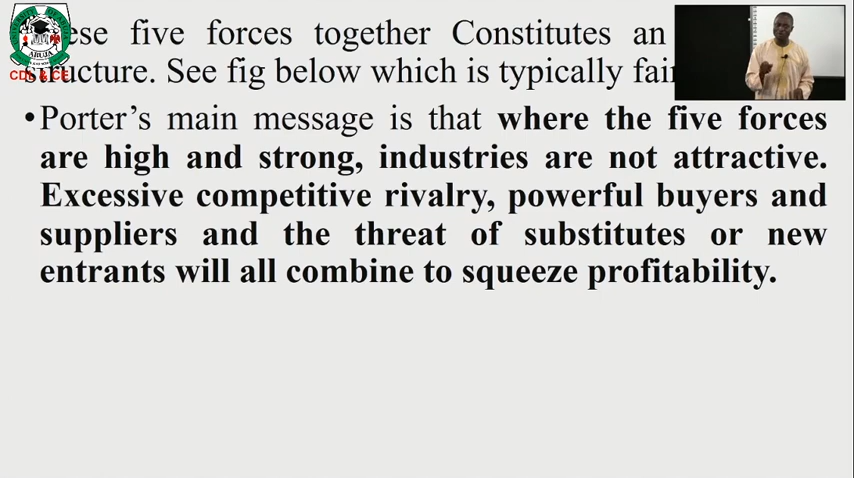 ese five forces together Constitutes an
structure. See fig below which is typically fai
•Porter's main message is that where the five forces
are high and strong, industries are not attractive.
Excessive competitive rivalry, powerful buyers and
suppliers and the threat of substitutes or new
entrants will all combine to squeeze profitability.
ABUJA